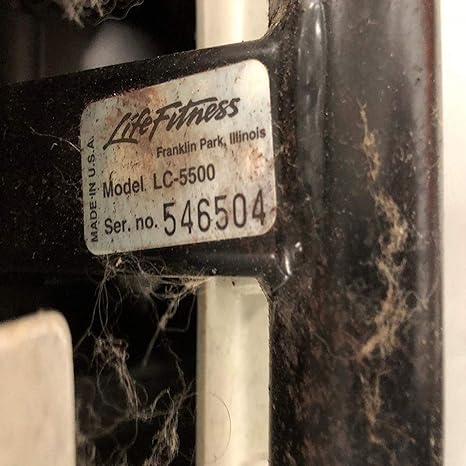 MADE IN U.S.A.
LifeFitness
Franklin Park, Illinois
Model LC-5500
Ser. no. 546504